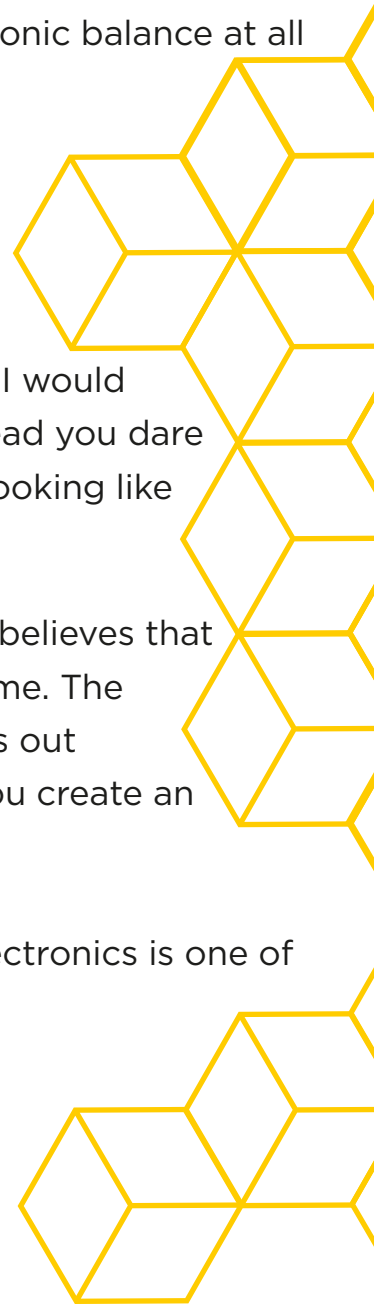 onic balance at all
I would
ead you dare
ooking like
believes that
me. The
s out
ou create an
ectronics is one of